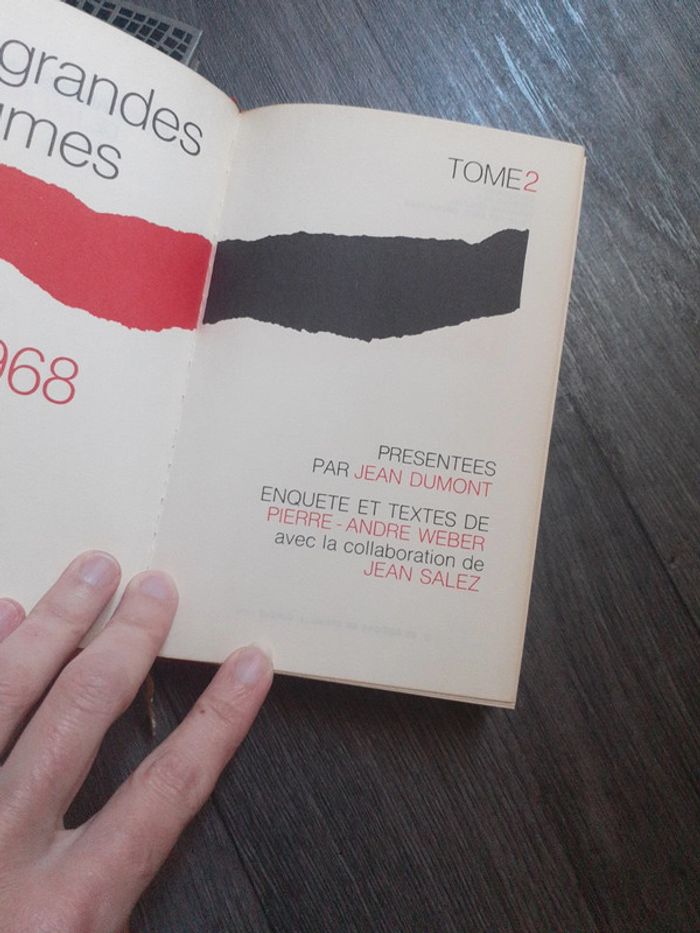 grandes
968
TOME2
PRESENTEES
PAR JEAN DUMONT
ENQUETE ET TEXTES DE
PIERRE - ANDRE WEBER
avec la collaboration de
JEAN SALEZ